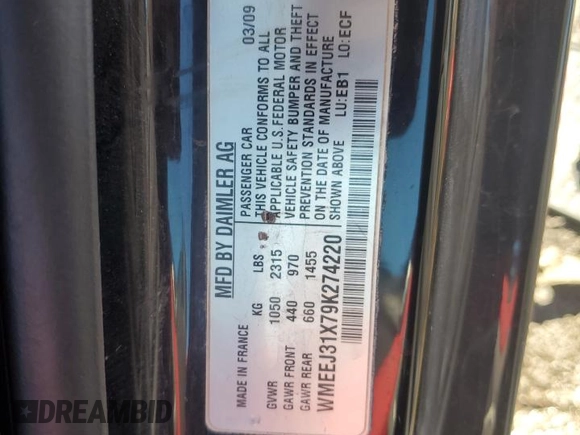 MFD BY DAIMLER AG
PASSENGER CAR 03/09
THIS VEHICLE CONFORMS TO ALL
APPLICABLE U.S.FEDERAL MOTOR
VEHICLE SAFETY BUMPER AND THEFT
PREVENTION STANDARDS IN EFFECT
ON THE DATE OF MANUFACTURE
SHOWN ABOVE LU:EB1 LO:ECF
MADE IN FRANCE KG LBS
GVWR 1050 2315
GAWR FRONT 440 970
GAWR REAR 660 1455
WMEEJ31X79K274220
DREAMBID